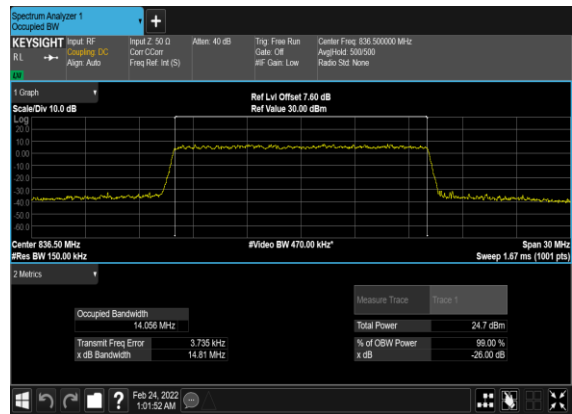 Spectrum Analyzer 1
Occupied BW
KEYSIGHT Input: RF Input Z: 50 Ω Atten: 40 dB Trig: Free Run Center Freq: 836.500000 MHz
RL Coupling: DC Corr CCorr Gate: Off Avg|Hold: 500/500
Align: Auto Freq Ref: Int (S) #IF Gain: Low Radio Std: None
1 Graph
Ref Lvl Offset 7.60 dB
Scale/Div 10.0 dB Ref Value 30.00 dBm
Log
20.0
10.0
0.00
-10.0
-20.0
-30.0
-40.0
-50.0
-60.0
Center 836.50 MHz #Video BW 470.00 kHz* Span 30 MHz
#Res BW 150.00 kHz Sweep 1.67 ms (1001 pts)
2 Metrics
Measure Trace Trace 1
Occupied Bandwidth
14.056 MHz Total Power 24.7 dBm
Transmit Freq Error 3.735 kHz % of OBW Power 99.00 %
x dB Bandwidth 14.81 MHz x dB -26.00 dB
? Feb 24, 2022
1:01:52 AM